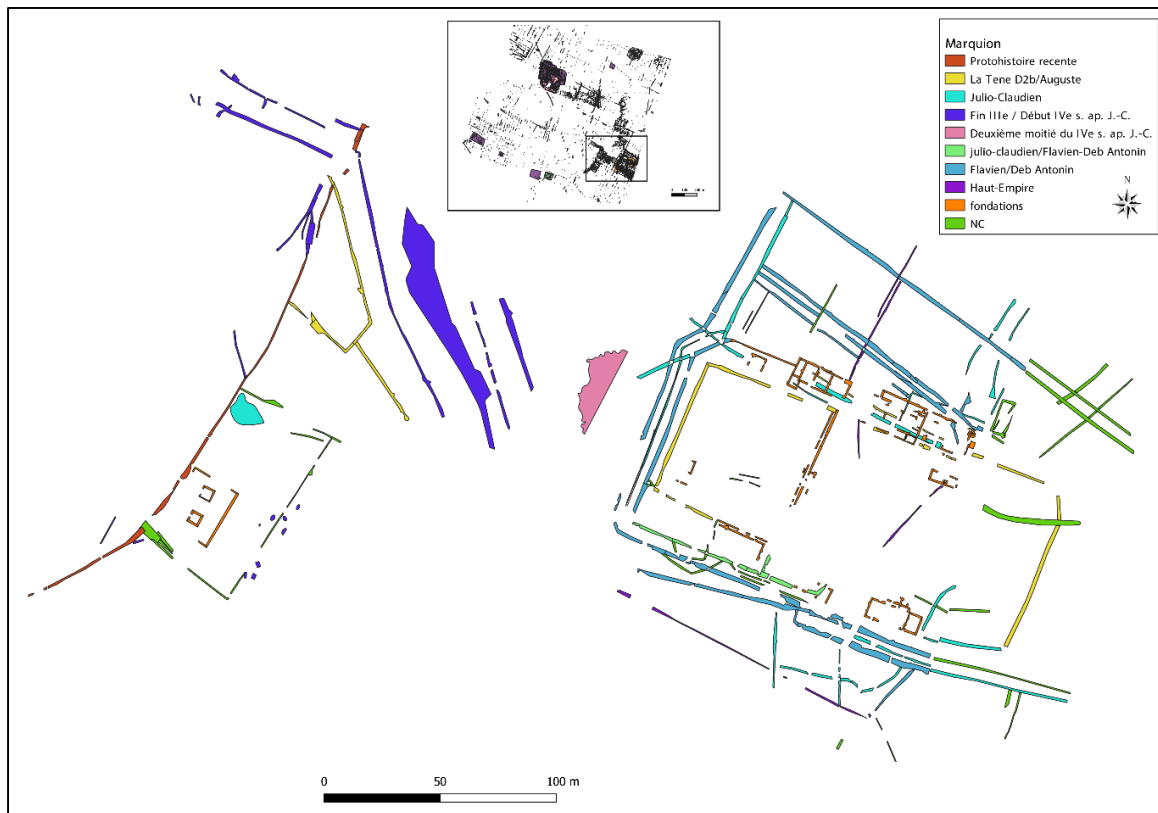 Marquion
Protohistoire recente
La Tene D2b/Auguste
Julio-Claudien
Fin IIIe / Début IVe s. ap. J.-C.
Deuxième moitié du IVe s. ap. J.-C.
julio-claudien/Flavien-Deb Antonin
Flavien/Deb Antonin
Haut-Empire
fondations
NC
N
0 50 100 m